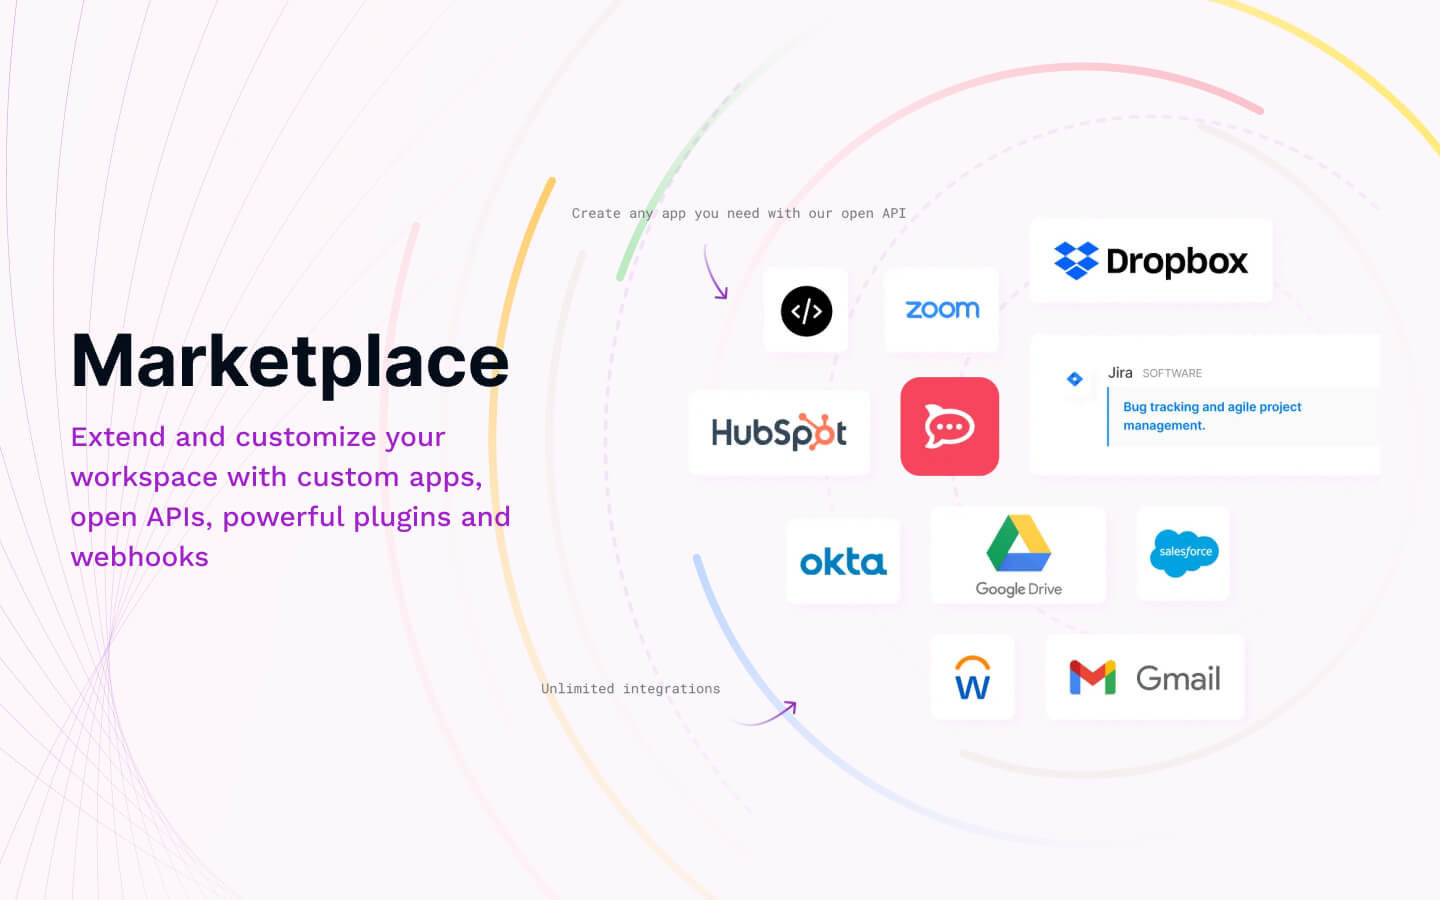 Marketplace
Extend and customize your
workspace with custom apps,
open APIs, powerful plugins and
webhooks
Create any app you need with our open API
</>
zoom
Dropbox
HubSpot
Jira SOFTWARE
Bug tracking and agile project
management.
okta
Google Drive
salesforce
Unlimited integrations
W
Gmail